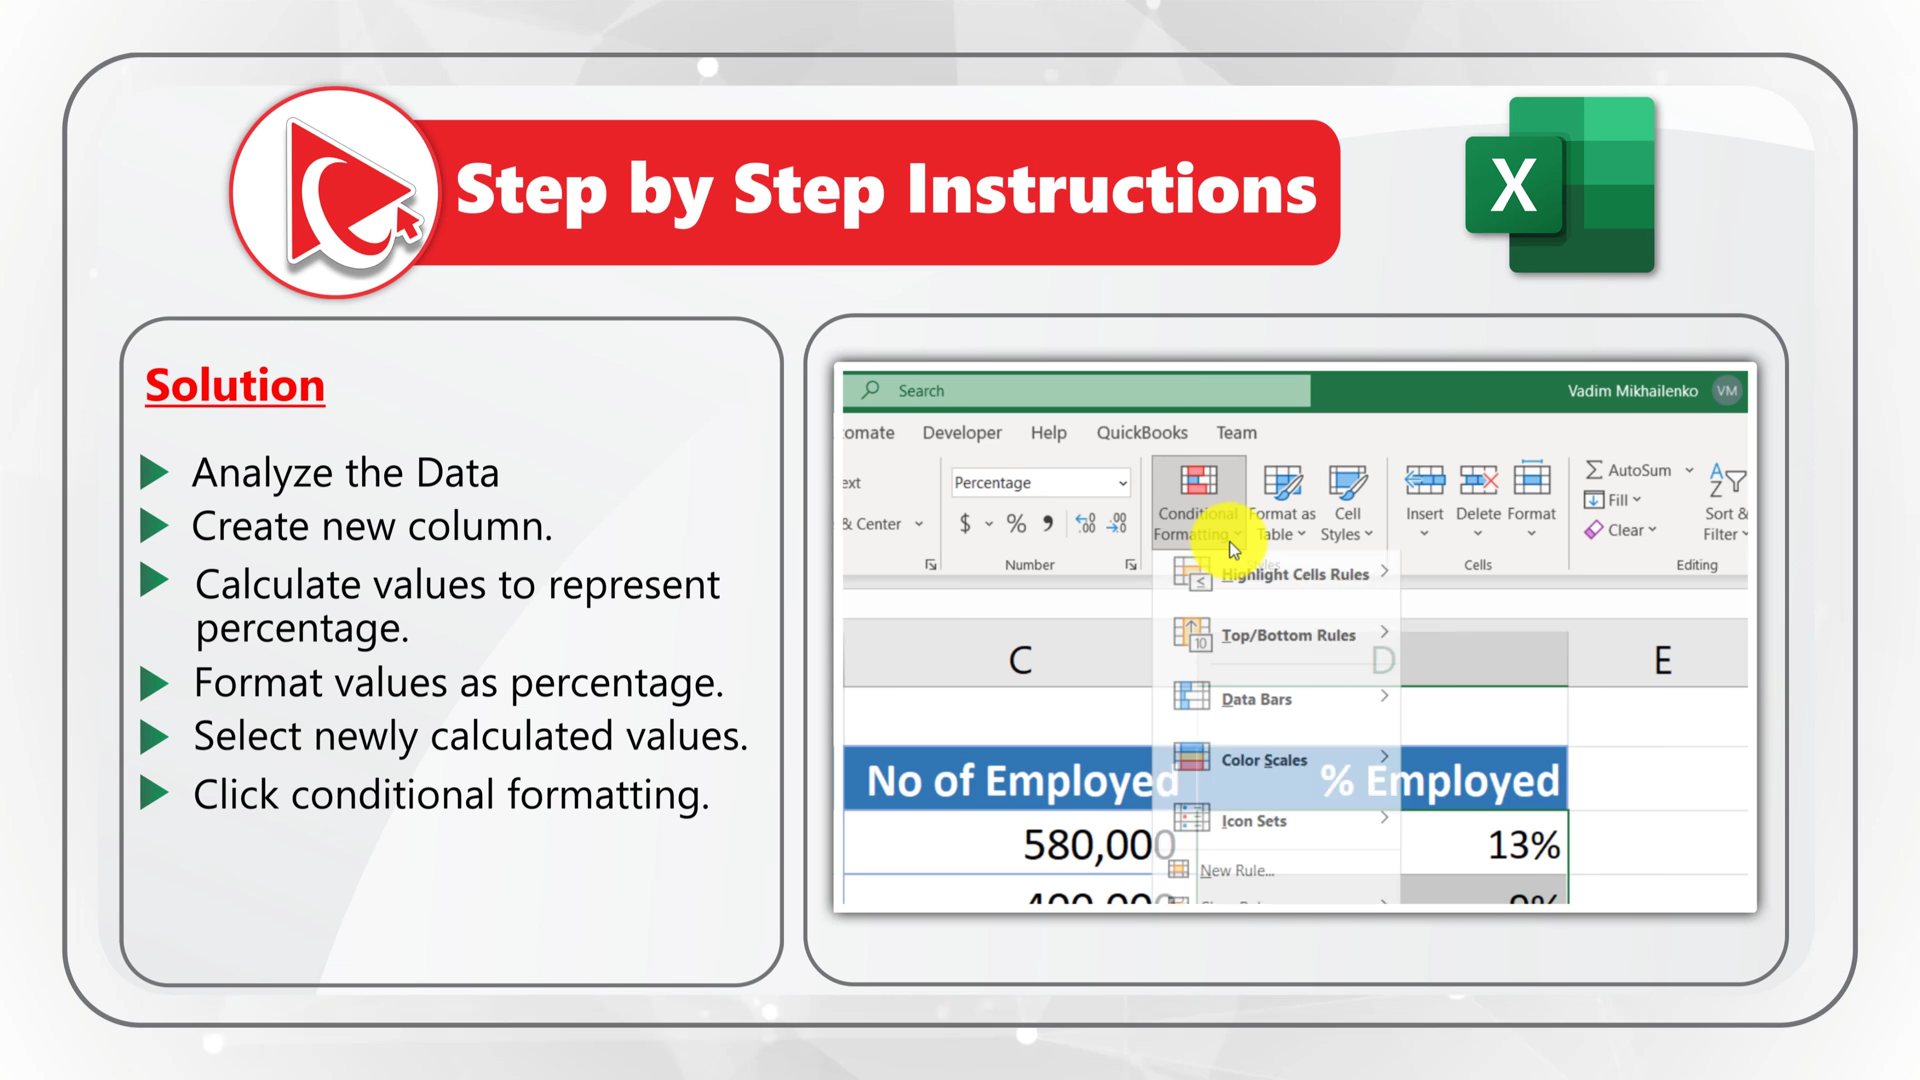 Step by Step Instructions
X
Solution
Analyze the Data
Create new column.
Calculate values to represent
percentage.
Format values as percentage.
Select newly calculated values.
Click conditional formatting.
Search
Vadim Mikhailenko VM
tomate Developer Help QuickBooks Team
ext
Percentage
& Center
$ %
Number
Conditional
Formatting
Format as
Table
Cell
Styles
Insert Delete Format
Cells
AutoSum
Fill
Clear
Sort &
Filter
Editing
Highlight Cells Rules
Top/Bottom Rules
Data Bars
Color Scales
Icon Sets
New Rule...
C D E
No of Employed % Employed
580,000 13%
400,000 9%